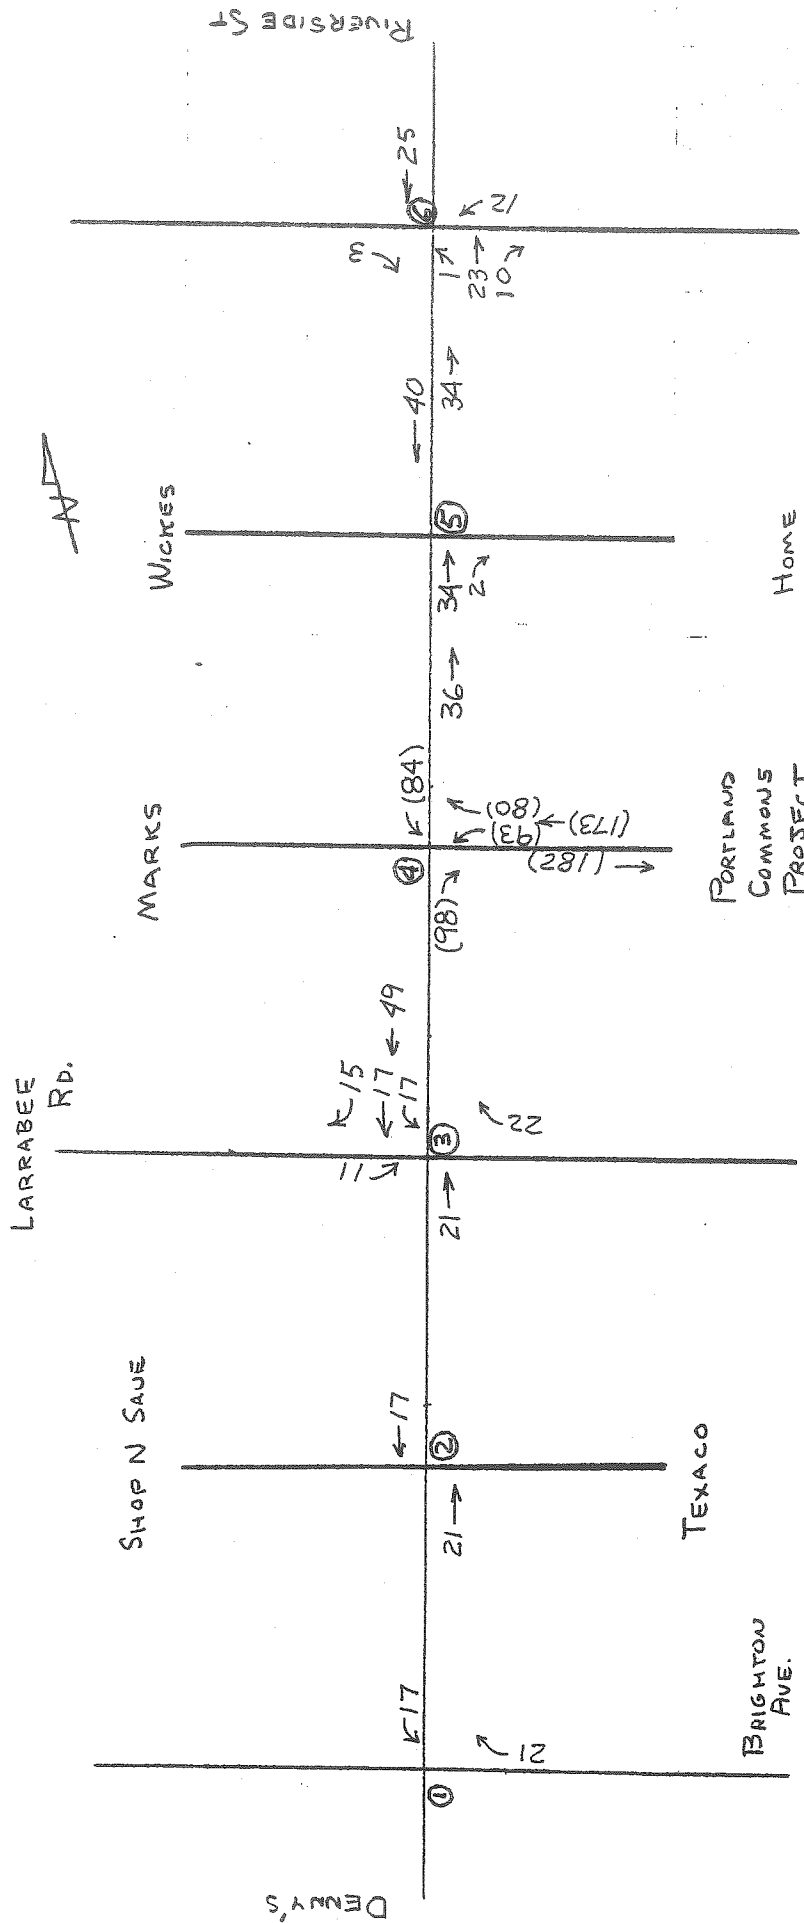 RIVERSIDE ST
25
⑥
12
3
1
23
10
34
40
N
WICKES
⑤
34
2
HOME
36
MARKS
(84)
(80)
(93)
(173)
④
(182)
(98)
PORTLAND
COMMONS
PROJECT
49
LARRABEE
RD.
15
17
17
③
22
11
21
SHOP N SAVE
17
②
21
TEXACO
17
21
①
BRIGHTON
AVE.
DENNY'S